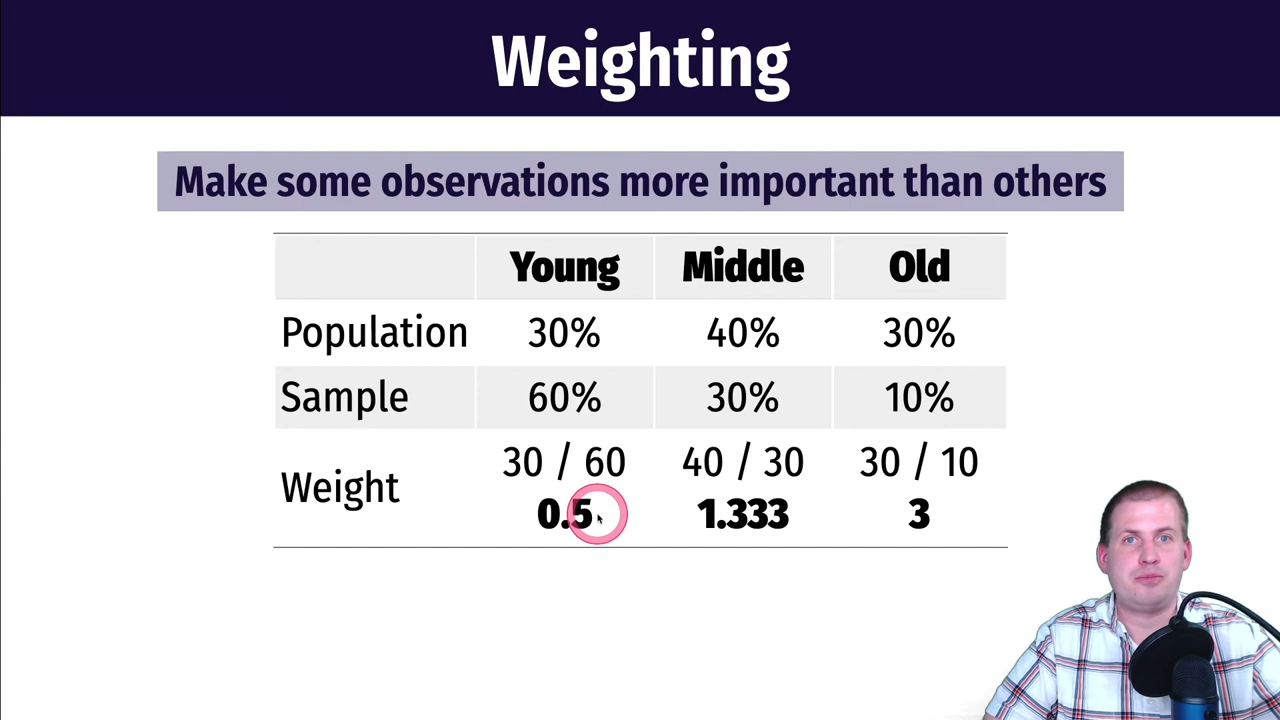 Weighting
Make some observations more important than others
Young Middle Old
Population 30% 40% 30%
Sample 60% 30% 10%
Weight 30 / 60 40 / 30 30 / 10
0.5 1.333 3